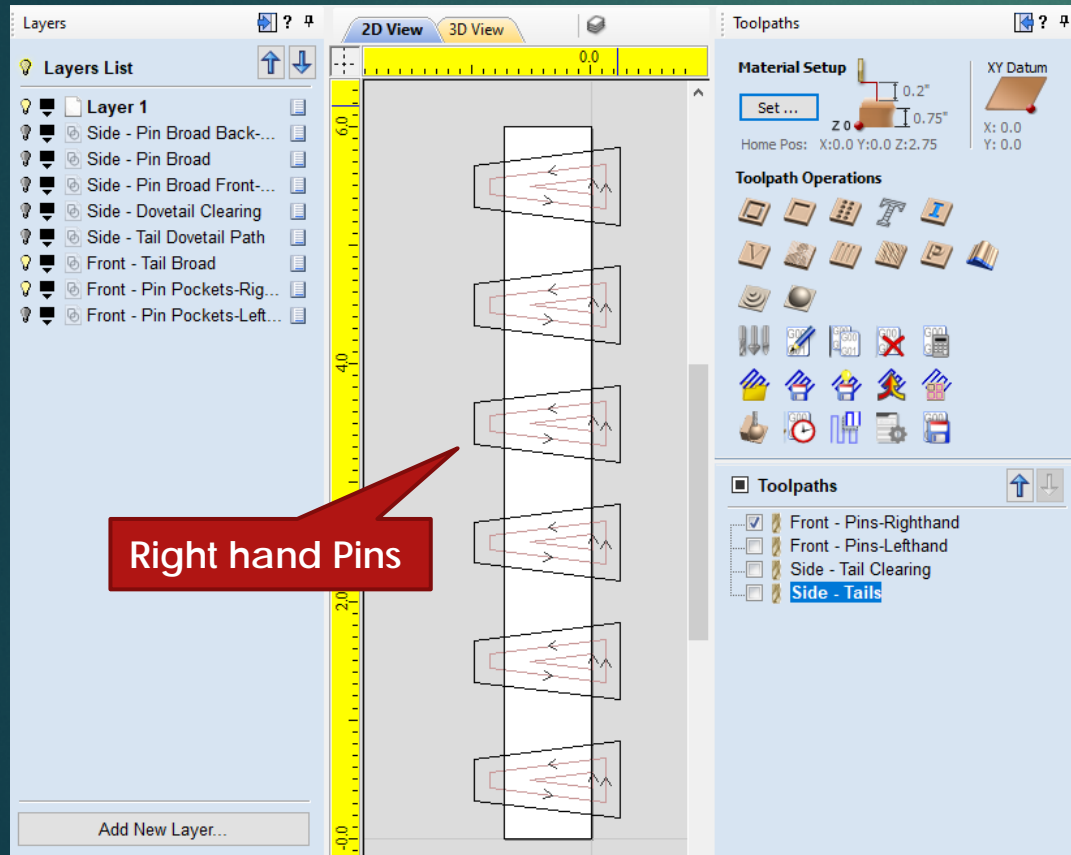 Layers
?
Layers List
Layer 1
Side - Pin Broad Back-...
Side - Pin Broad
Side - Pin Broad Front-...
Side - Dovetail Clearing
Side - Tail Dovetail Path
Front - Tail Broad
Front - Pin Pockets-Rig...
Front - Pin Pockets-Left...
Add New Layer...
2D View
3D View
0.0
6.0
4.0
2.0
-0.0
Right hand Pins
Toolpaths
?
Material Setup
XY Datum
Set ...
0.2"
0.75"
Z 0
X: 0.0
Y: 0.0
Home Pos: X:0.0 Y:0.0 Z:2.75
Toolpath Operations
Toolpaths
Front - Pins-Righthand
Front - Pins-Lefthand
Side - Tail Clearing
Side - Tails